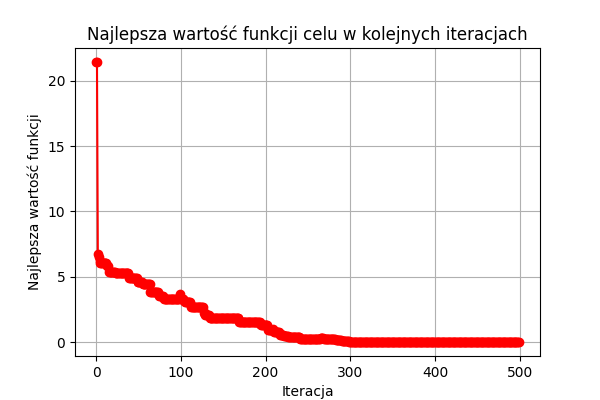 Najlepsza wartość funkcji celu w kolejnych iteracjach
Najlepsza wartość funkcji
20
15
10
5
0
0 100 200 300 400 500
Iteracja